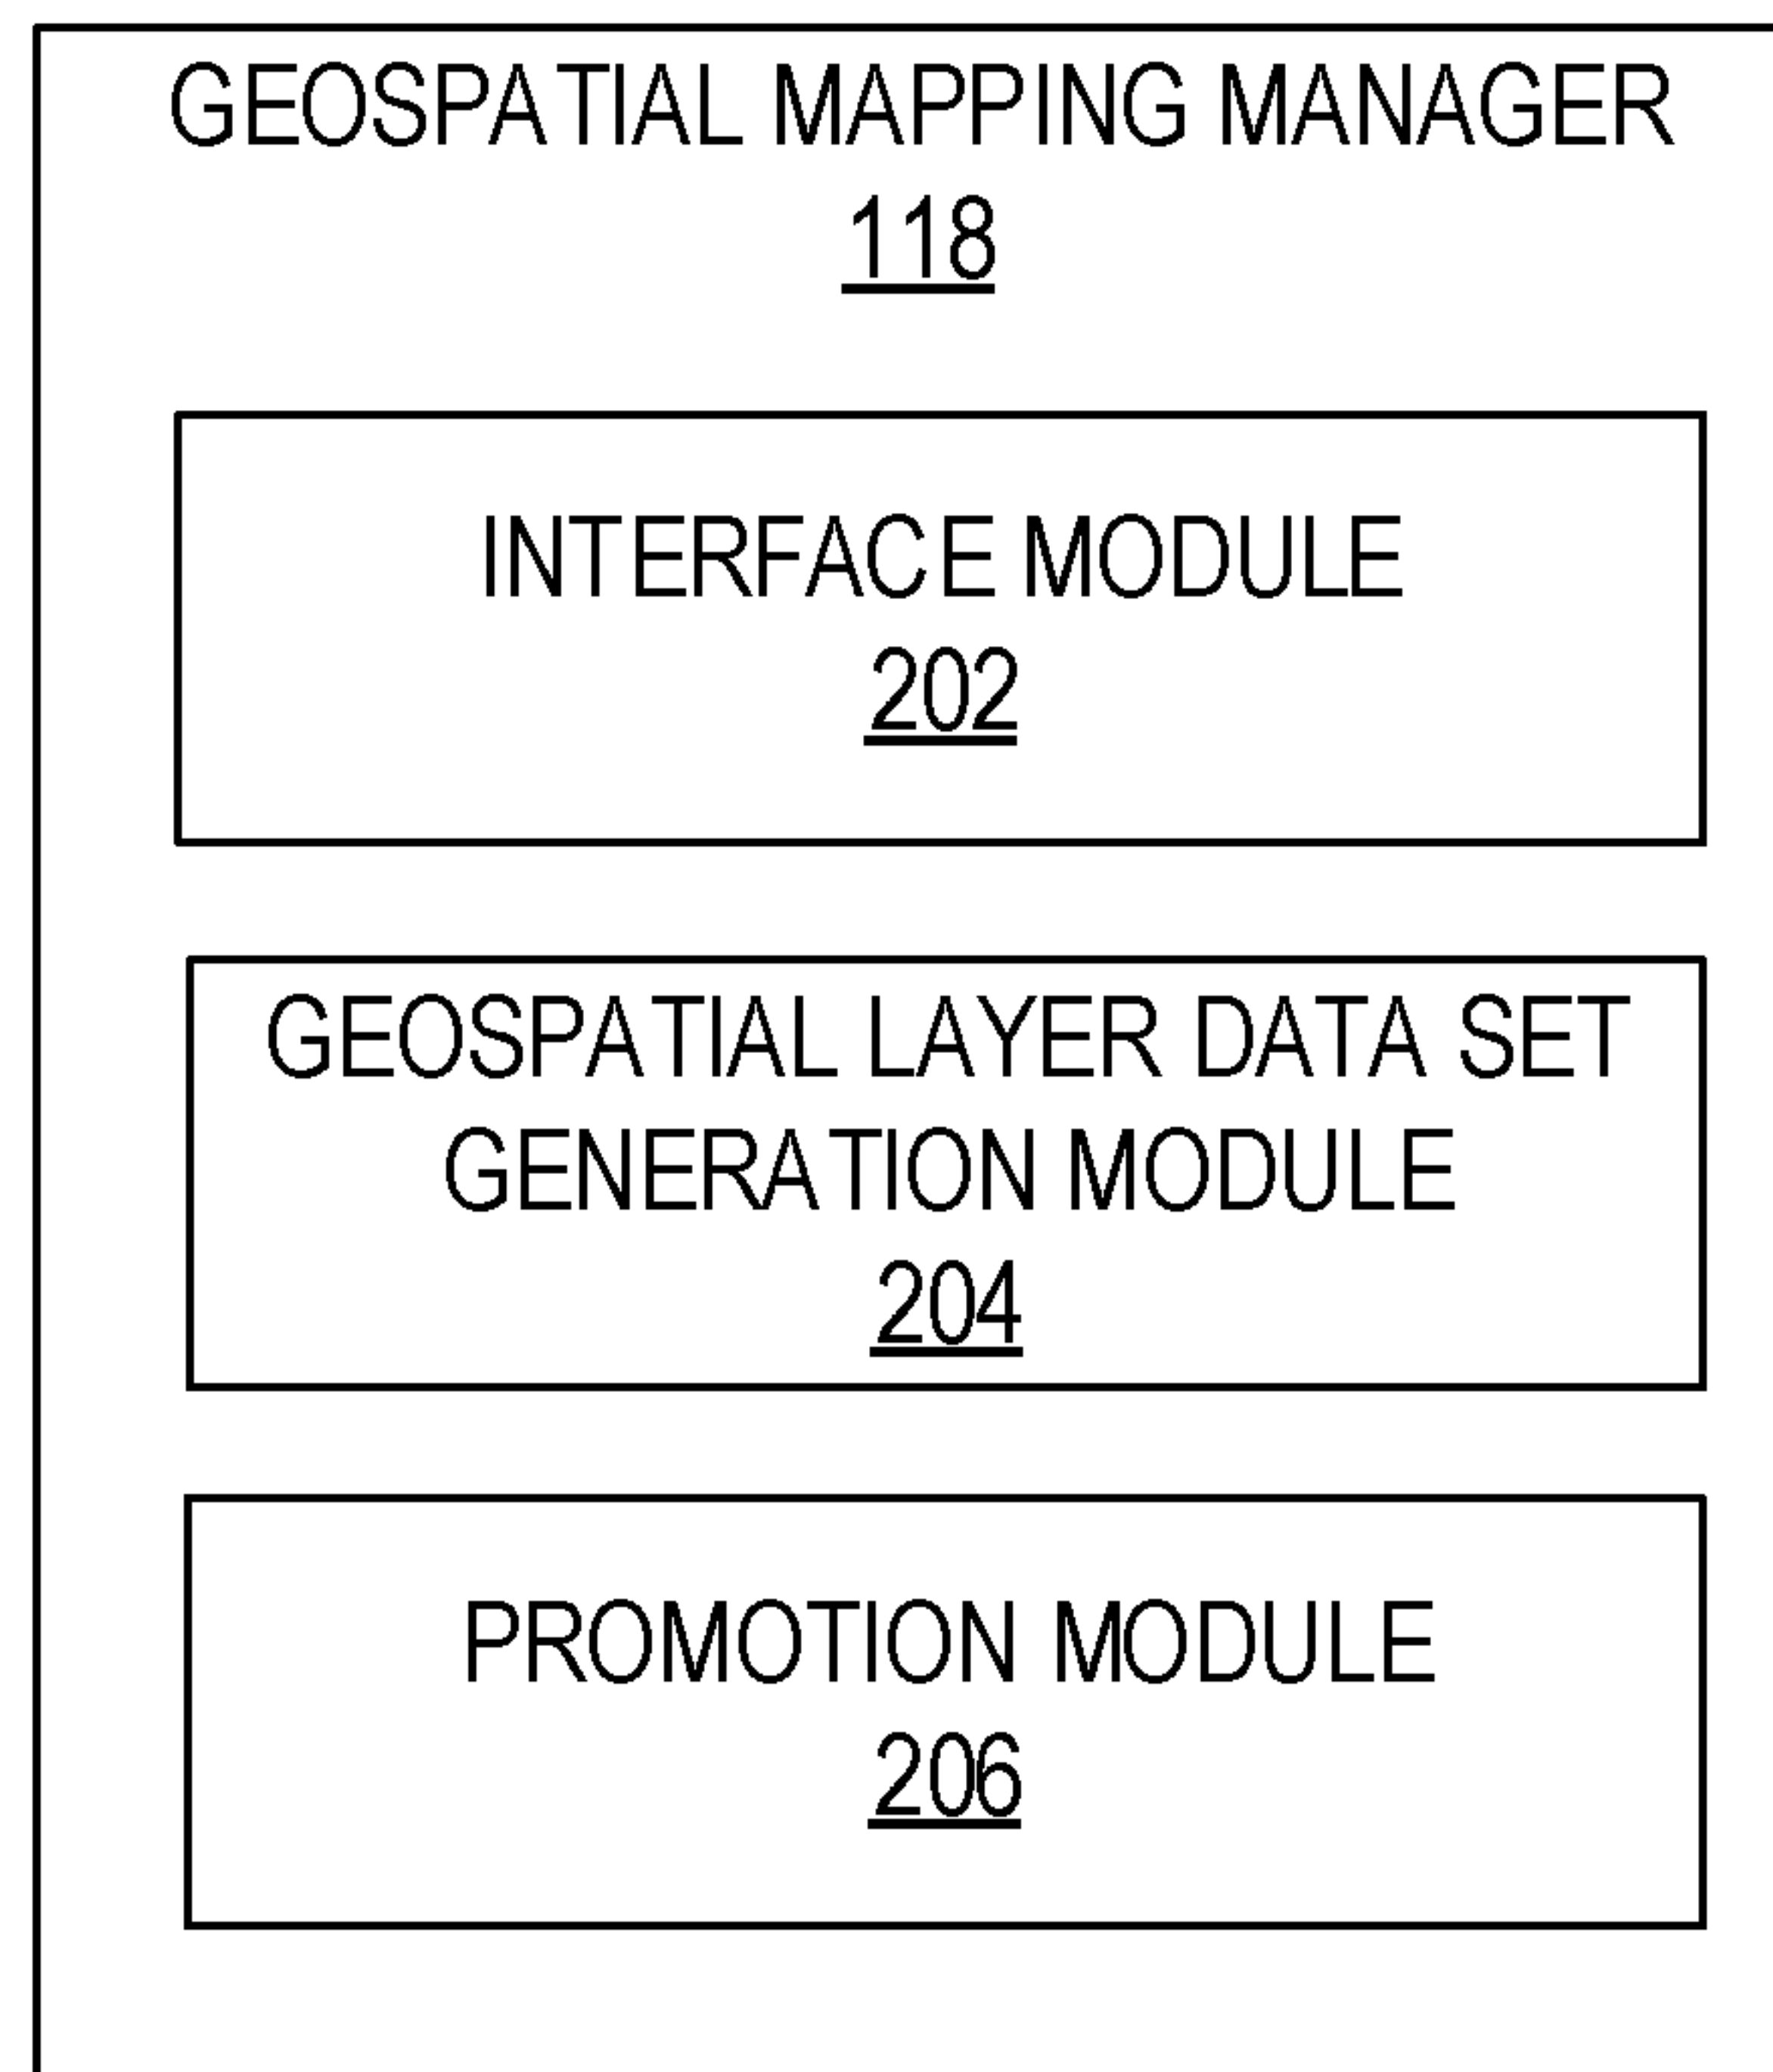 GEOSPATIAL MAPPING MANAGER
118
INTERFACE MODULE
202
GEOSPATIAL LAYER DATA SET
GENERATION MODULE
204
PROMOTION MODULE
206